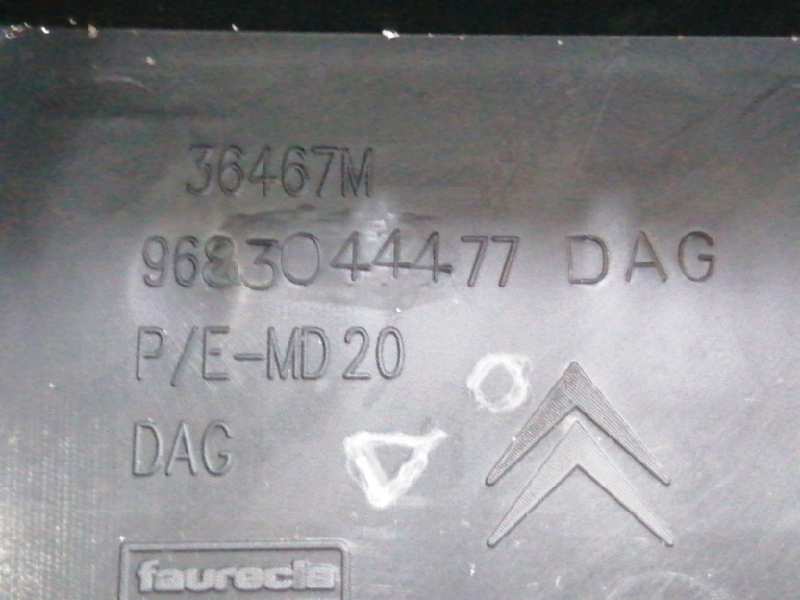 36467M
9683044477 DAG
P/E-MD20
DAG
faurecia